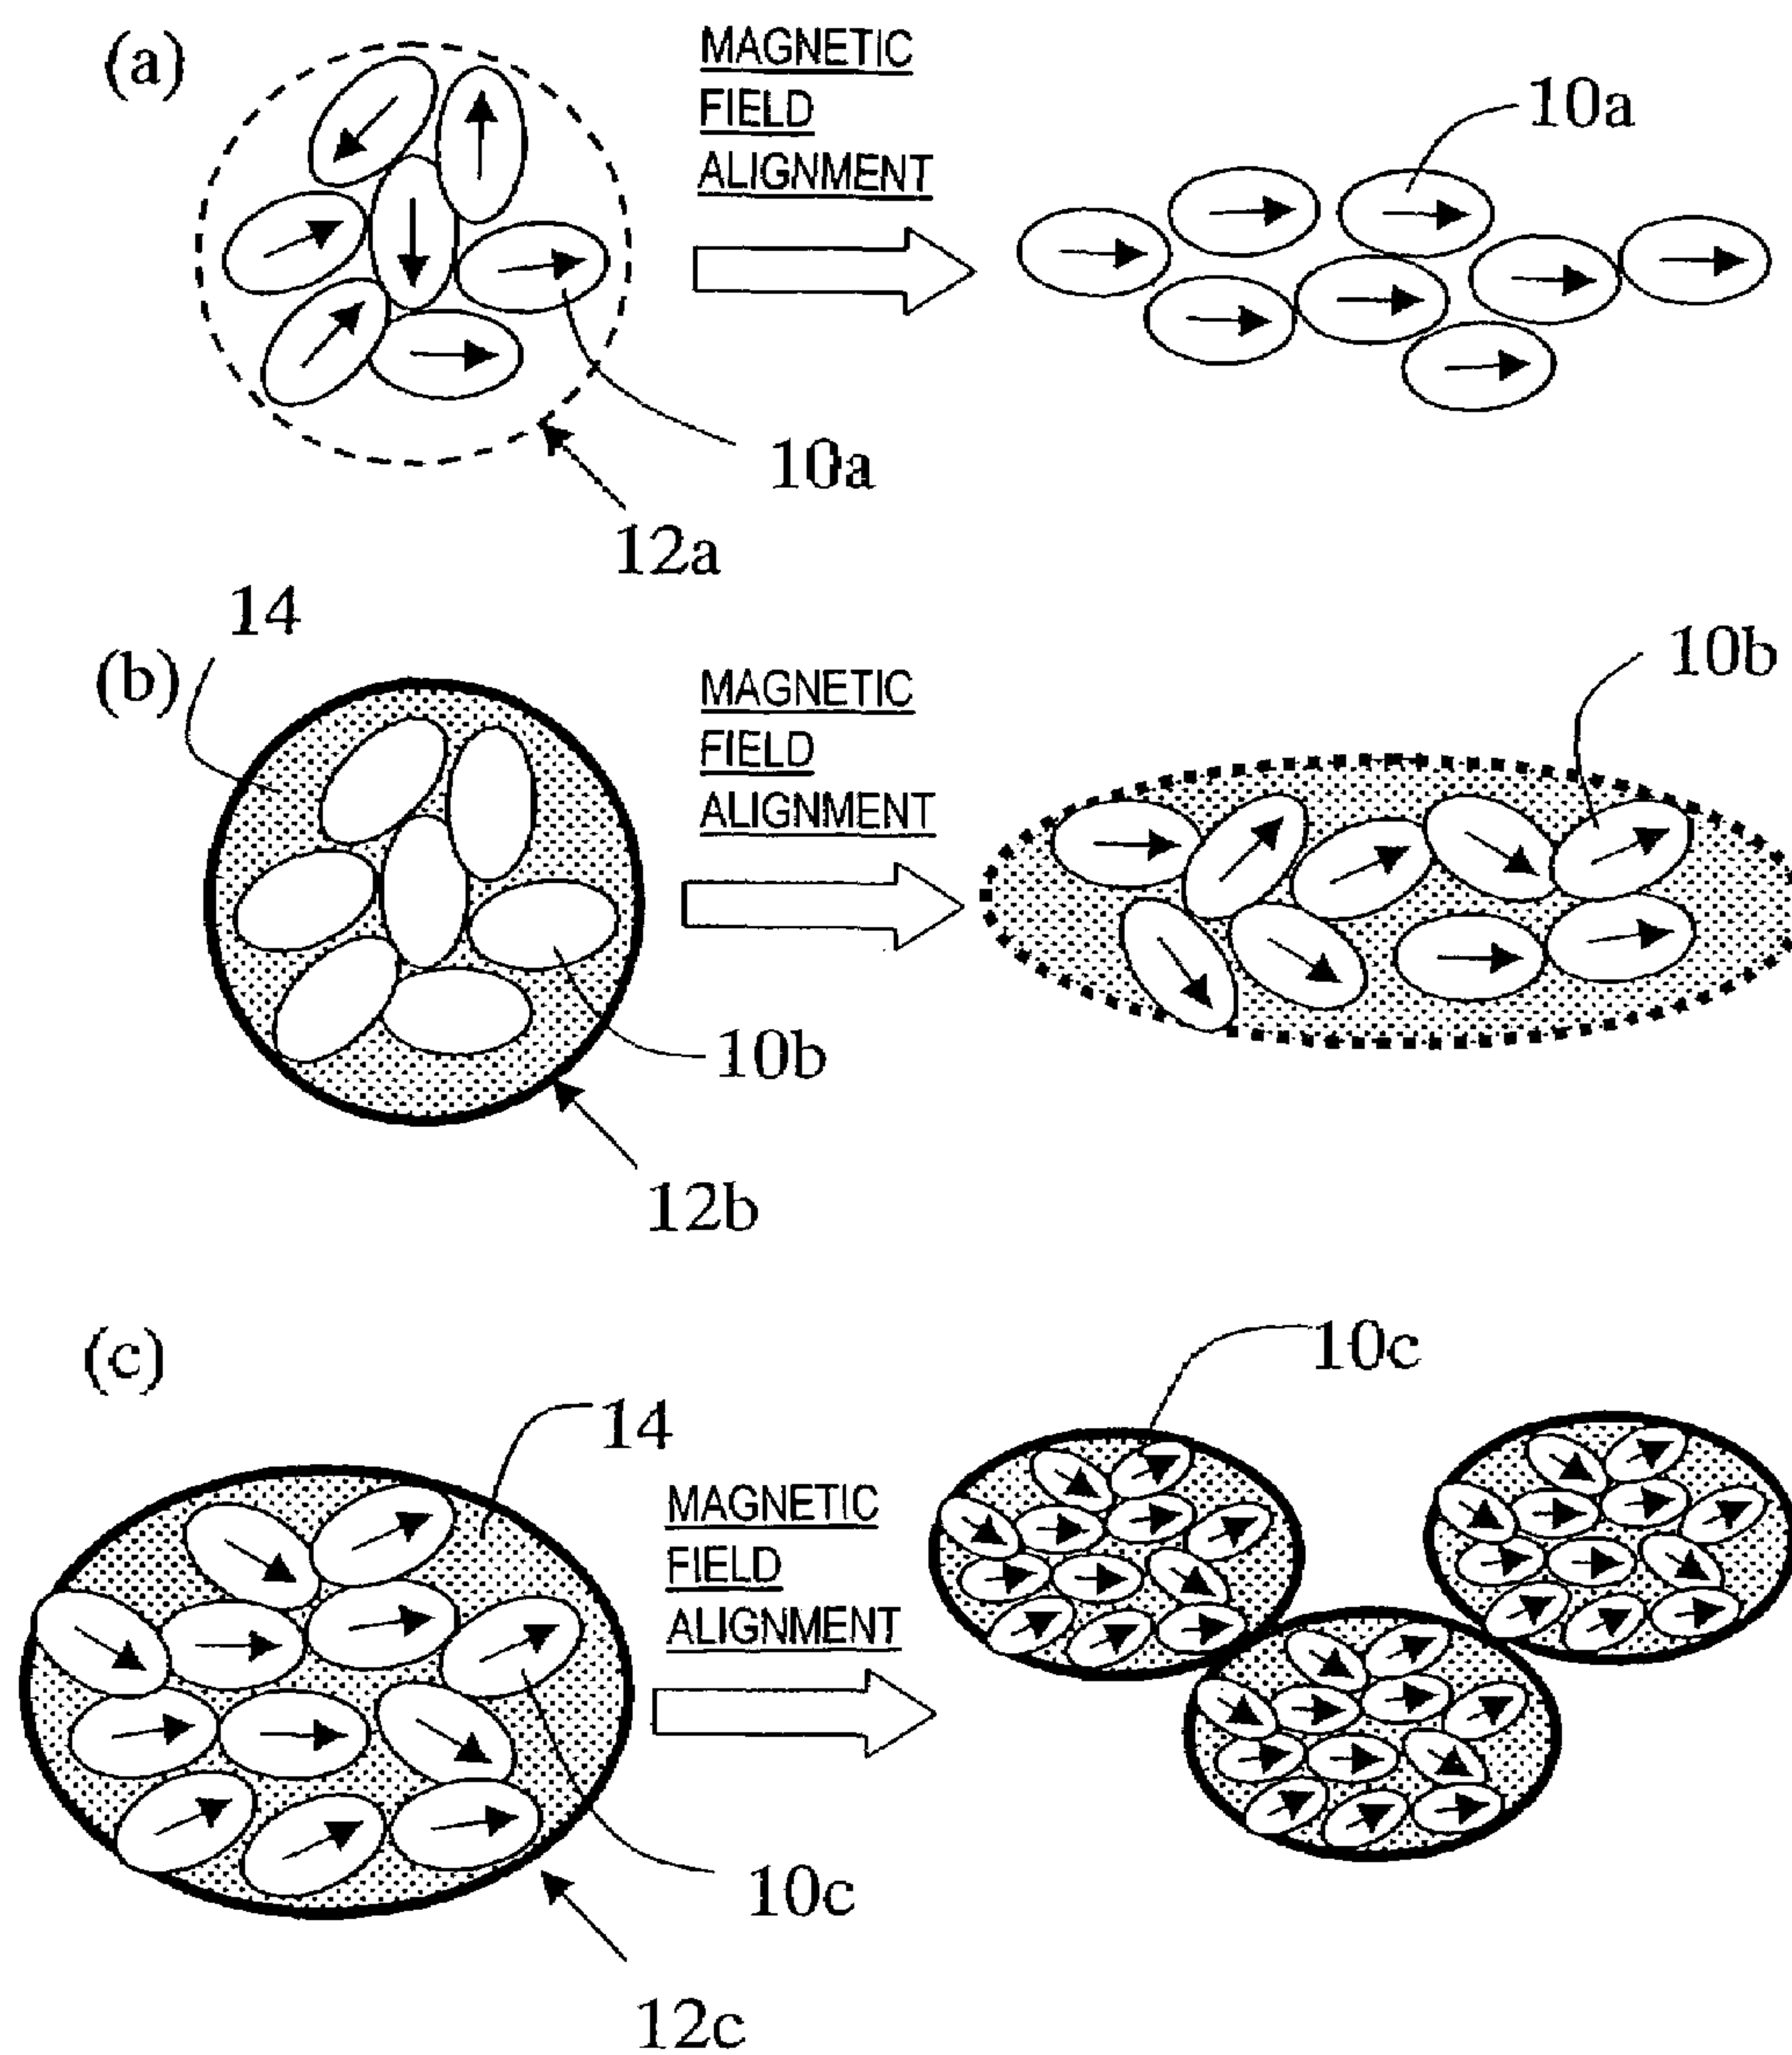 (a)
MAGNETIC
FIELD
ALIGNMENT
10a
10a
12a
14
(b)
MAGNETIC
FIELD
ALIGNMENT
10b
10b
12b
(c)
10c
14
MAGNETIC
FIELD
ALIGNMENT
10c
12c